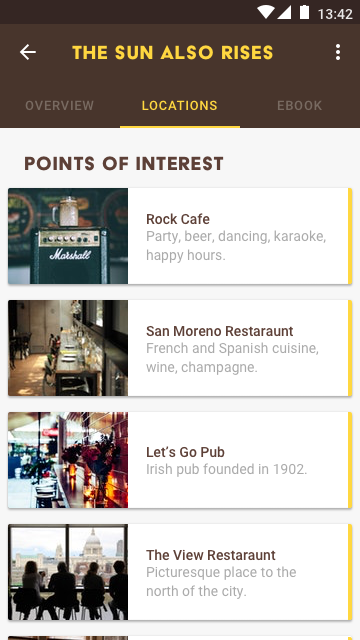 13:42
THE SUN ALSO RISES
OVERVIEW LOCATIONS EBOOK
POINTS OF INTEREST
Marshall
Rock Cafe
Party, beer, dancing, karaoke,
happy hours.
San Moreno Restaraunt
French and Spanish cuisine,
wine, champagne.
Let's Go Pub
Irish pub founded in 1902.
The View Restaraunt
Picturesque place to the
north of the city.